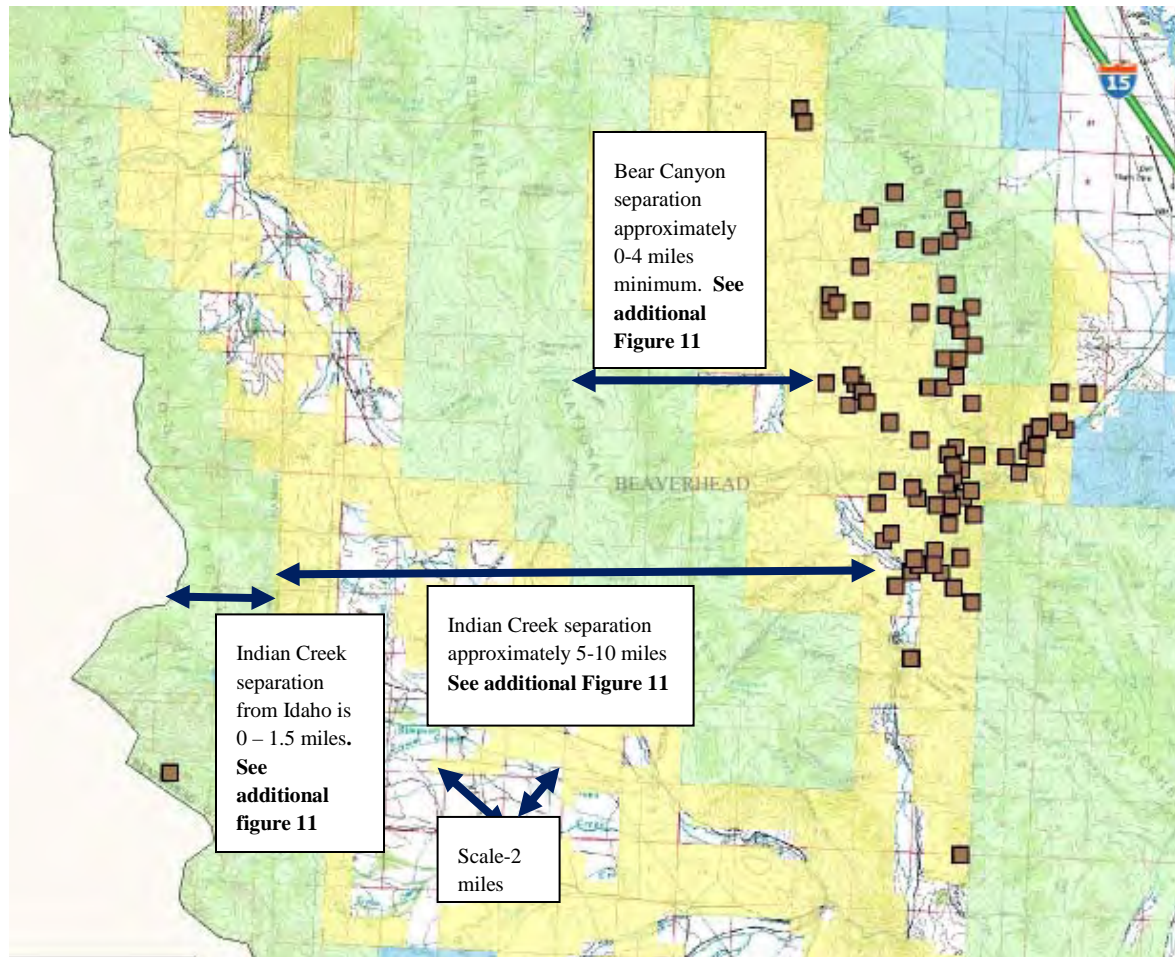 15
Bear Canyon
separation
approximately
0-4 miles
minimum. See
additional
Figure 11
BEAVERHEAD
Indian Creek
separation
from Idaho is
0 – 1.5 miles.
See
additional
figure 11
Indian Creek separation
approximately 5-10 miles
See additional Figure 11
Scale-2
miles